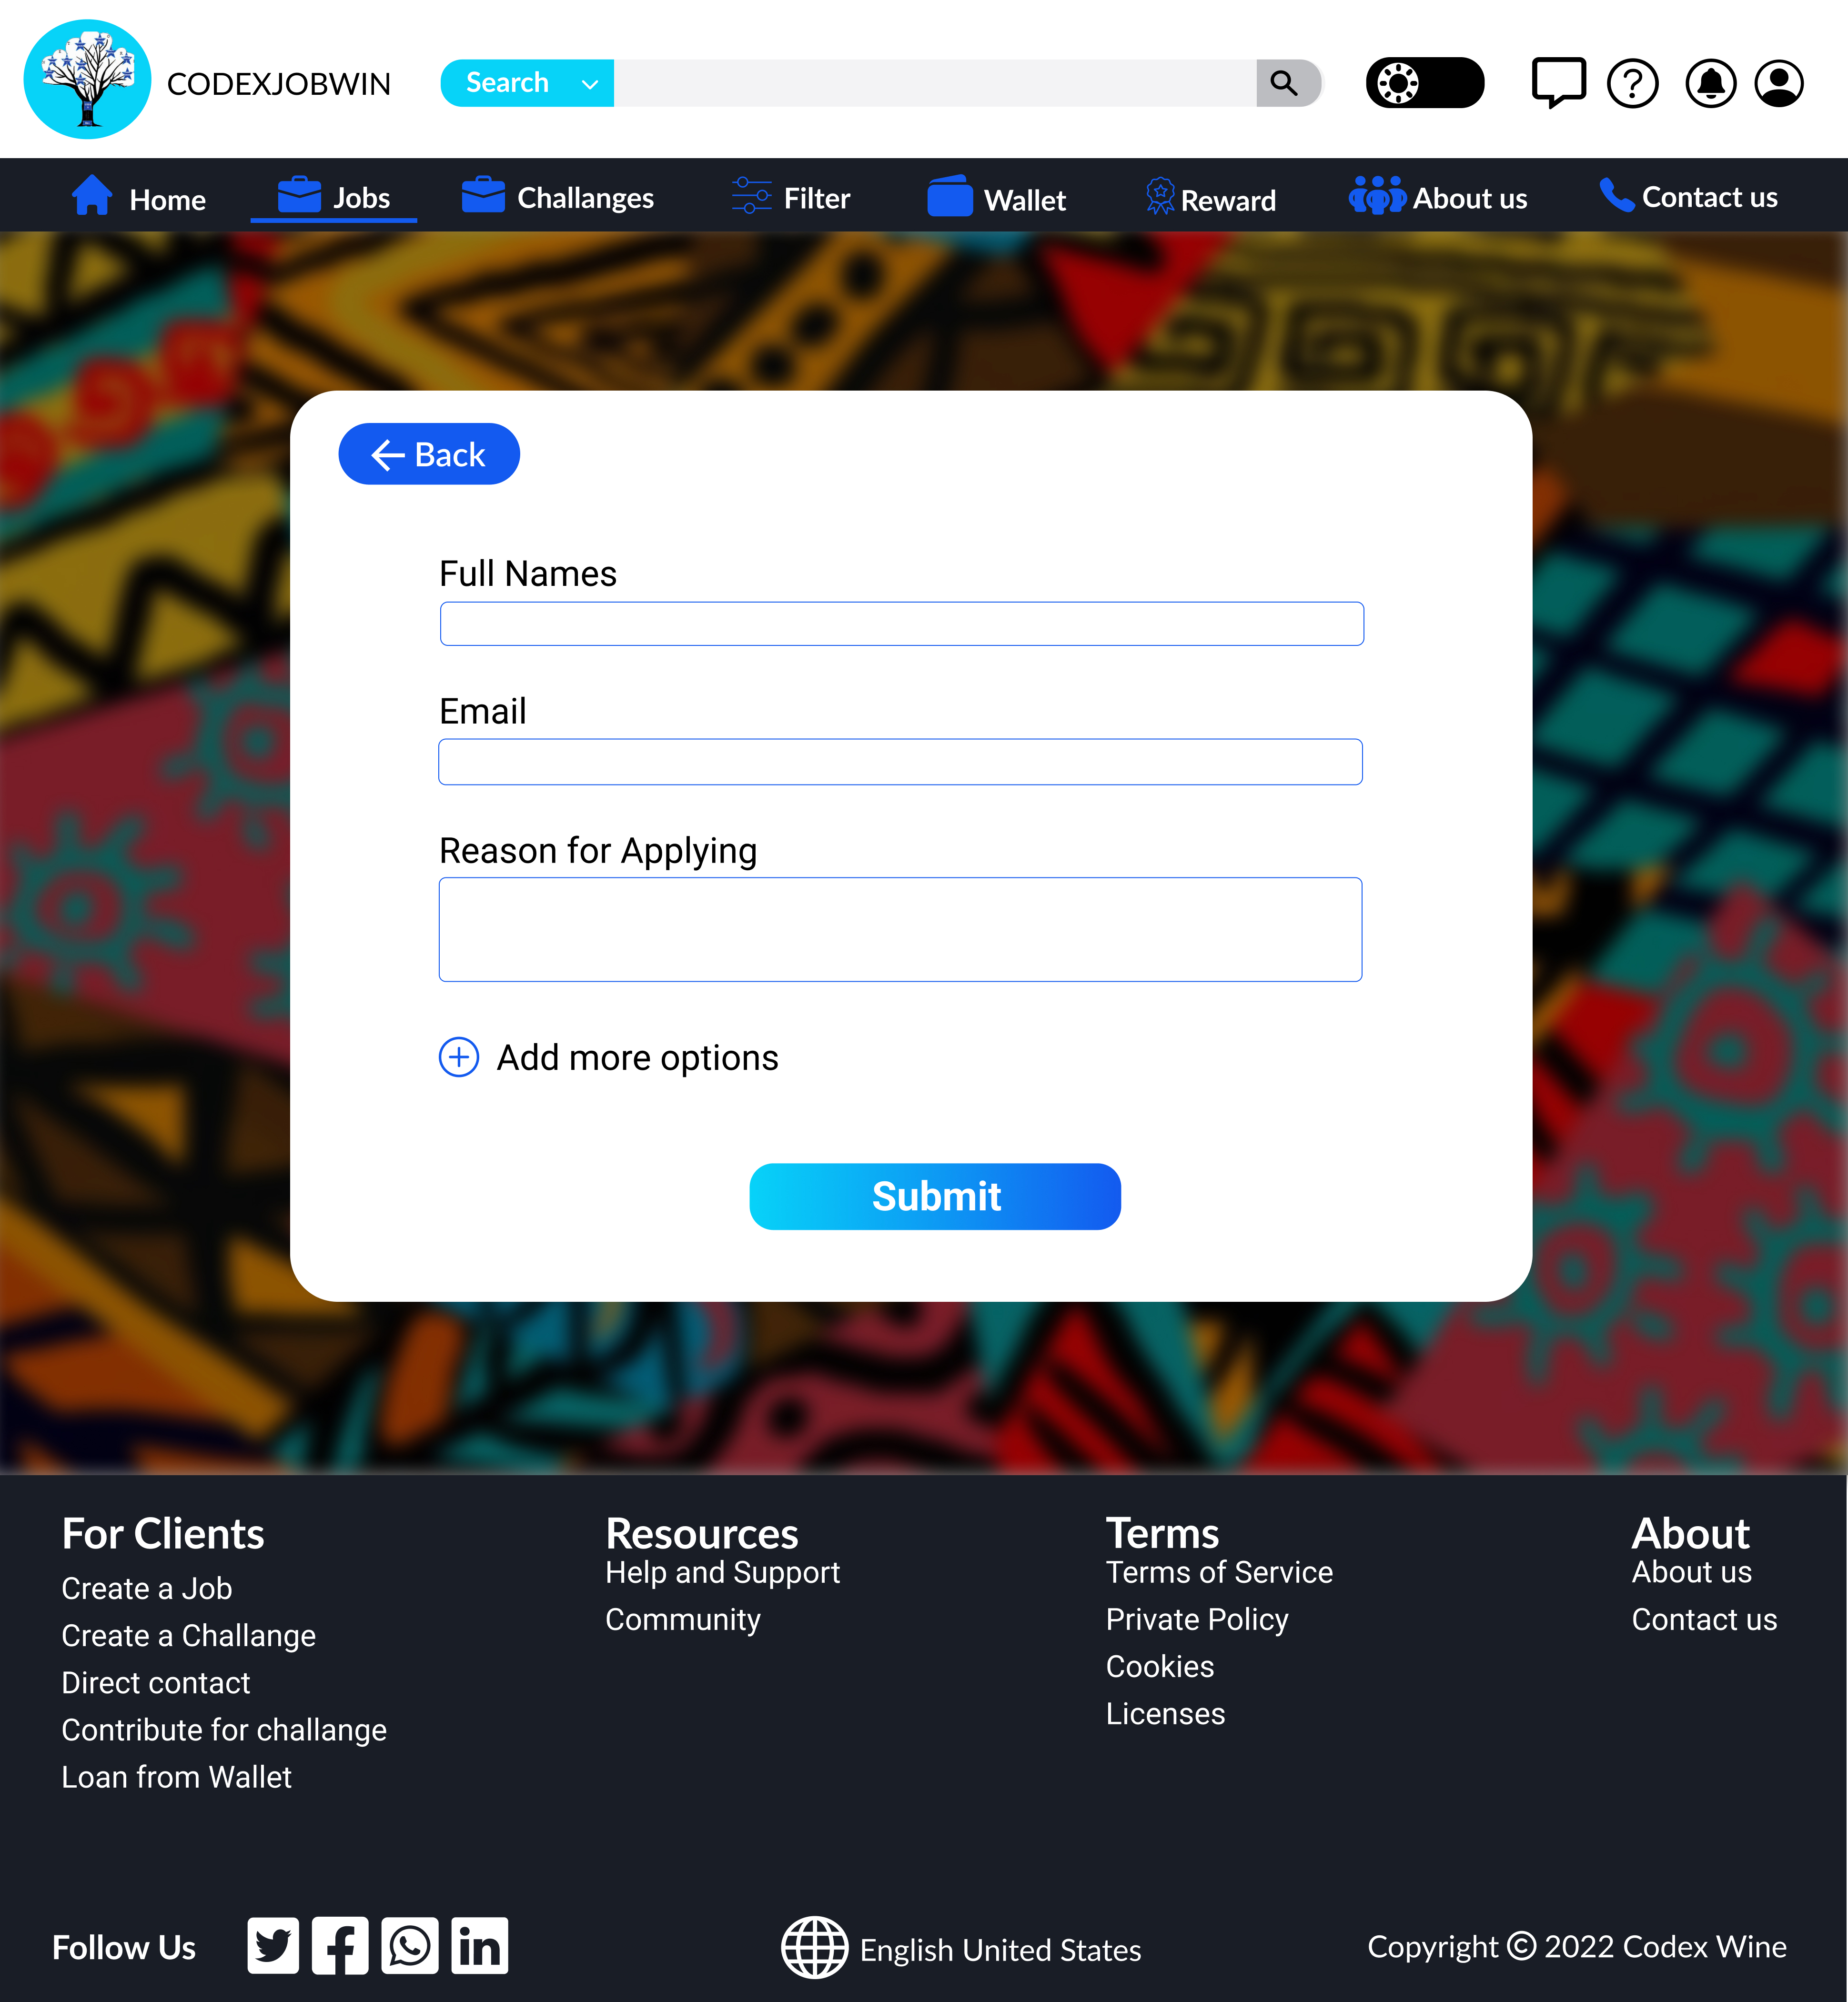 CODEXJOBWIN
Search
Home
Jobs
Challanges
Filter
Wallet
Reward
About us
Contact us
Back
Full Names
Email
Reason for Applying
Add more options
Submit
For Clients
Create a Job
Create a Challange
Direct contact
Contribute for challange
Loan from Wallet
Resources
Help and Support
Community
Terms
Terms of Service
Private Policy
Cookies
Licenses
About
About us
Contact us
Follow Us
English United States
Copyright © 2022 Codex Wine